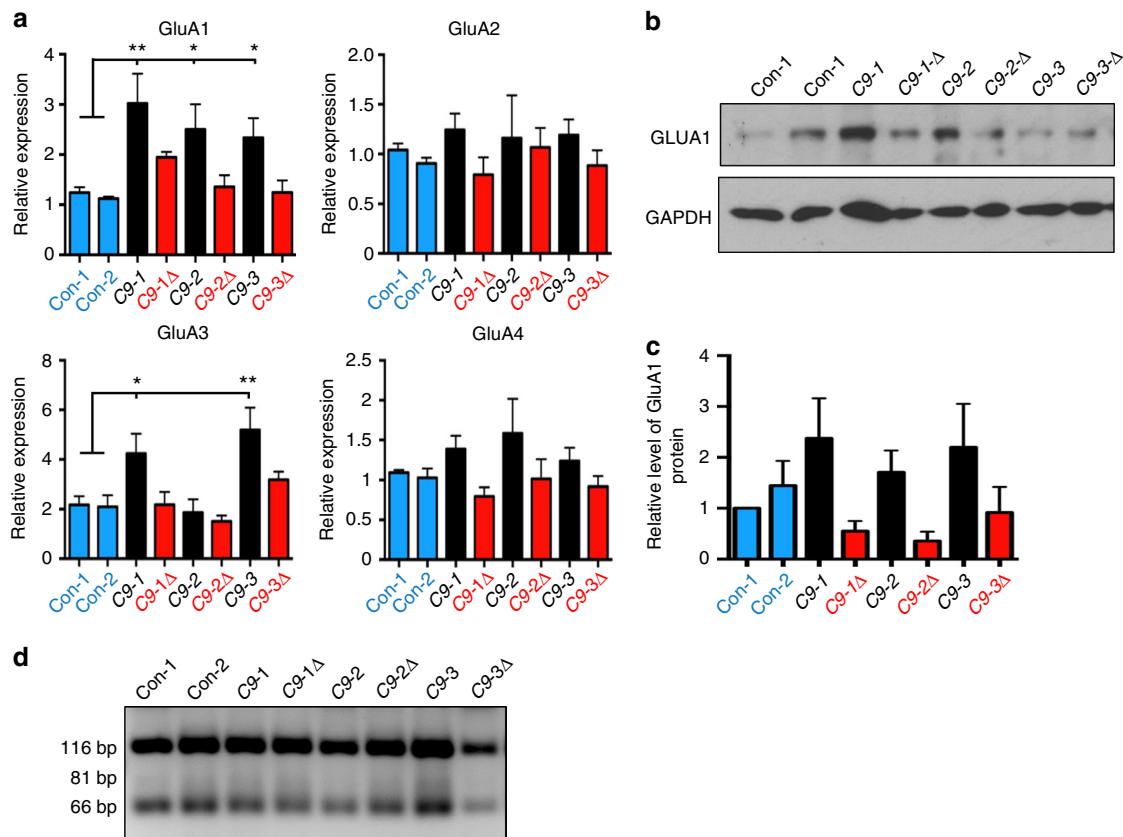 a
GluA1
Relative expression
4
3
2
1
0
** * *
Con-1 Con-2 C9-1 C9-1Δ C9-2 C9-2Δ C9-3 C9-3Δ
GluA2
Relative expression
2.0
1.5
1.0
0.5
0
Con-1 Con-2 C9-1 C9-1Δ C9-2 C9-2Δ C9-3 C9-3Δ
GluA3
Relative expression
8
6
4
2
0
* **
Con-1 Con-2 C9-1 C9-1Δ C9-2 C9-2Δ C9-3 C9-3Δ
GluA4
Relative expression
2.5
2
1.5
1
0.5
0
Con-1 Con-2 C9-1 C9-1Δ C9-2 C9-2Δ C9-3 C9-3Δ
b
Con-1 Con-1 C9-1 C9-1-Δ C9-2 C9-2-Δ C9-3 C9-3-Δ
GLUA1
GAPDH
c
Relative level of GluA1
protein
4
3
2
1
0
Con-1 Con-2 C9-1 C9-1Δ C9-2 C9-2Δ C9-3 C9-3Δ
d
Con-1 Con-2 C9-1 C9-1Δ C9-2 C9-2Δ C9-3 C9-3Δ
116 bp
81 bp
66 bp